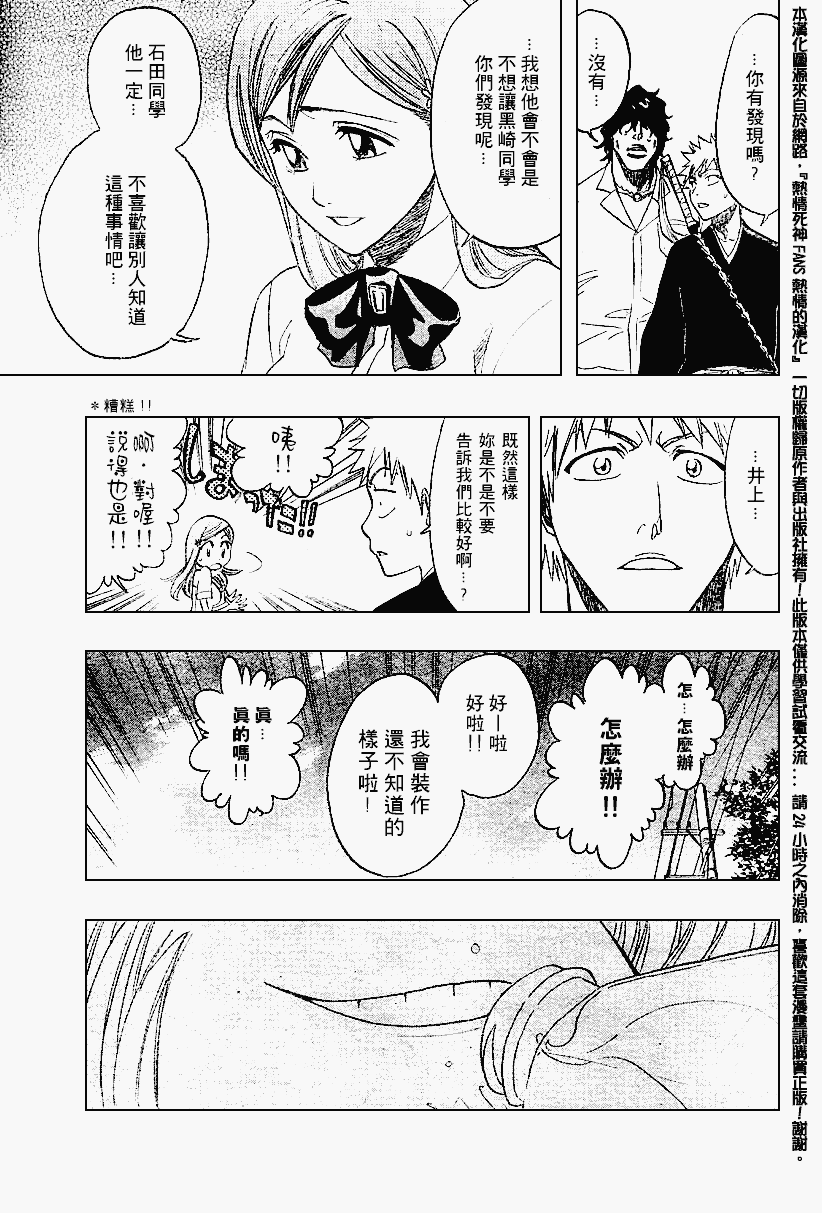 …你有發現嗎?
…沒有…
…我想他會不會是
不想讓黑崎同學
你們發現呢…
石田同學
他一定…
不喜歡讓別人知道
這種事情吧…
…井上…
既然這樣
妳是不是不要
告訴我們比較好啊…?
咦!!
しまった!!
＊糟糕!!
啊．對喔!!
說得也是!!
怎…怎麼辦
怎麼辦!!
好ー啦
好啦!!
我會裝作
還不知道的
樣子啦!
真…
真的嗎!!
本漢化圖源來自於網路．『熱情死神FANS熱情的漢化』一切版權歸原作者與出版社擁有!此版本僅供學習試看交流...請24小時之內消除．喜歡這套漫畫請購買正版!謝謝。